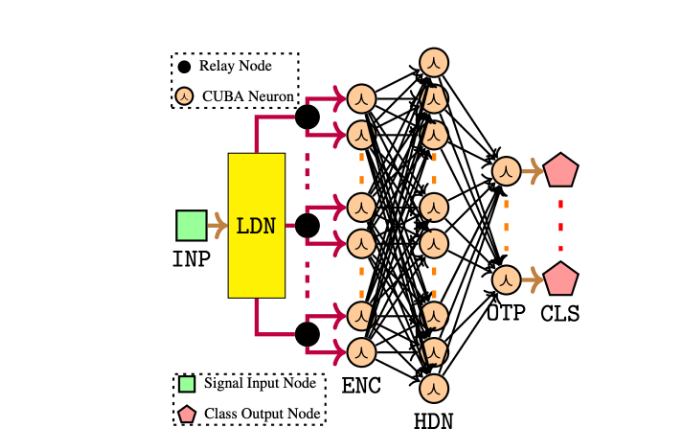 Relay Node
CUBA Neuron
LDN
INP
OTP
CLS
ENC
HDN
Signal Input Node
Class Output Node